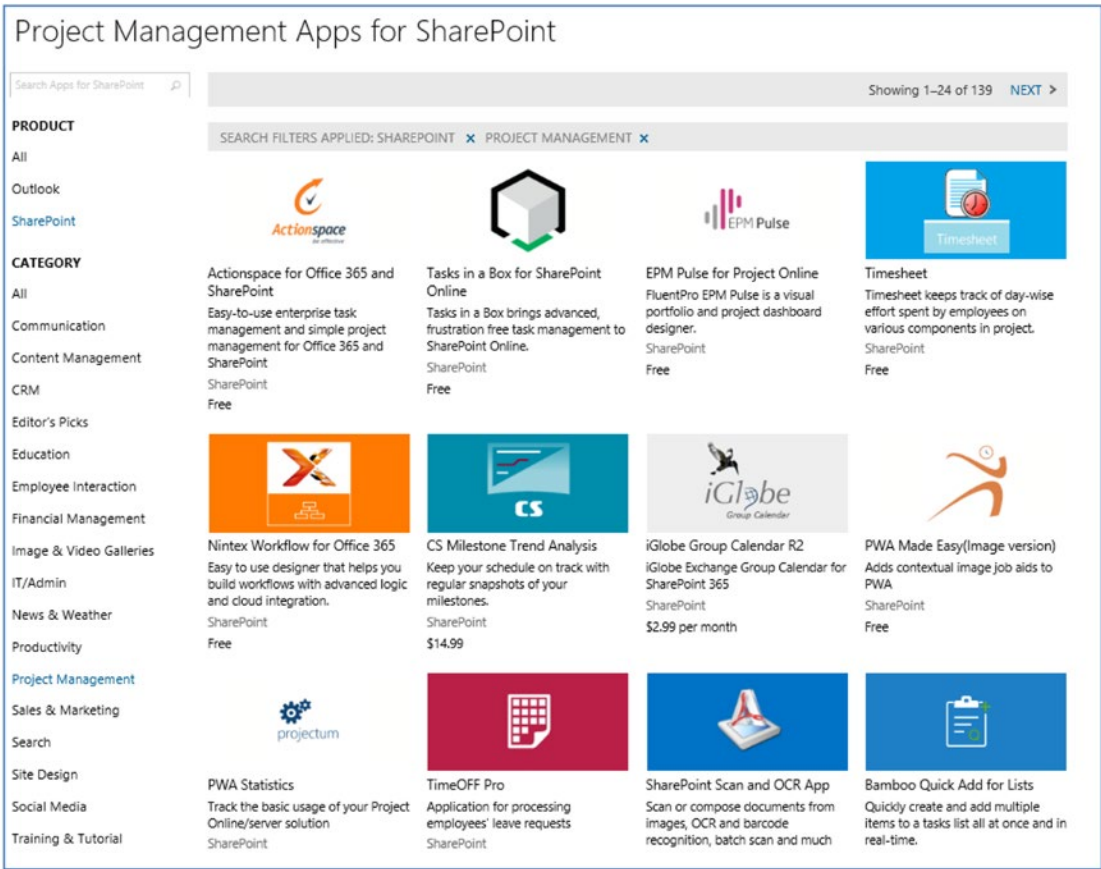 Project Management Apps for SharePoint
Search Apps for SharePoint
Showing 1–24 of 139 NEXT >
PRODUCT
All
Outlook
SharePoint
CATEGORY
All
Communication
Content Management
CRM
Editor's Picks
Education
Employee Interaction
Financial Management
Image & Video Galleries
IT/Admin
News & Weather
Productivity
Project Management
Sales & Marketing
Search
Site Design
Social Media
Training & Tutorial
SEARCH FILTERS APPLIED: SHAREPOINT x PROJECT MANAGEMENT x
Actionspace
be effective
Actionspace for Office 365 and
SharePoint
Easy-to-use enterprise task
management and simple project
management for Office 365 and
SharePoint
SharePoint
Free
Tasks in a Box for SharePoint
Online
Tasks in a Box brings advanced,
frustration free task management to
SharePoint Online.
SharePoint
Free
EPM Pulse
EPM Pulse for Project Online
FluentPro EPM Pulse is a visual
portfolio and project dashboard
designer.
SharePoint
Free
Timesheet
Timesheet
Timesheet keeps track of day-wise
effort spent by employees on
various components in project.
SharePoint
Free
Nintex Workflow for Office 365
Easy to use designer that helps you
build workflows with advanced logic
and cloud integration.
SharePoint
Free
CS
CS Milestone Trend Analysis
Keep your schedule on track with
regular snapshots of your
milestones.
SharePoint
$14.99
iGlobe
Group Calendar
iGlobe Group Calendar R2
iGlobe Exchange Group Calendar for
SharePoint 365
SharePoint
$2.99 per month
PWA Made Easy(Image version)
Adds contextual image job aids to
PWA
SharePoint
Free
projectum
PWA Statistics
Track the basic usage of your Project
Online/server solution
SharePoint
TimeOFF Pro
Application for processing
employees' leave requests
SharePoint
SharePoint Scan and OCR App
Scan or compose documents from
images, OCR and barcode
recognition, batch scan and much
Bamboo Quick Add for Lists
Quickly create and add multiple
items to a tasks list all at once and in
real-time.